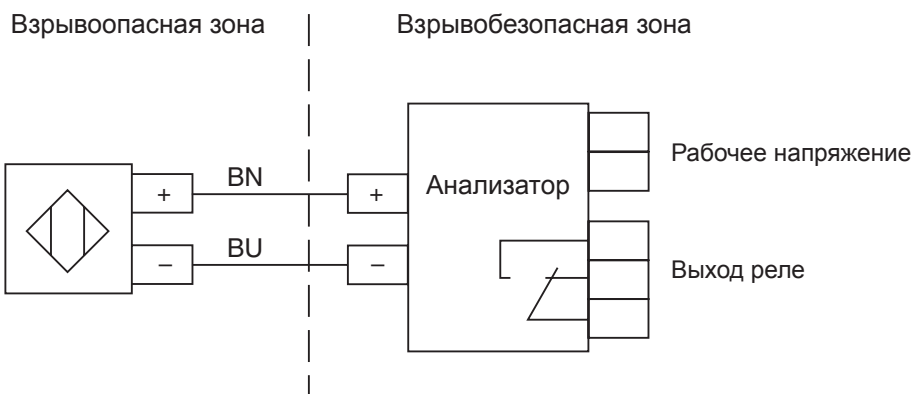 Взрывоопасная зона
Взрывобезопасная зона
+
BN
+
Анализатор
Рабочее напряжение
–
BU
–
Выход реле